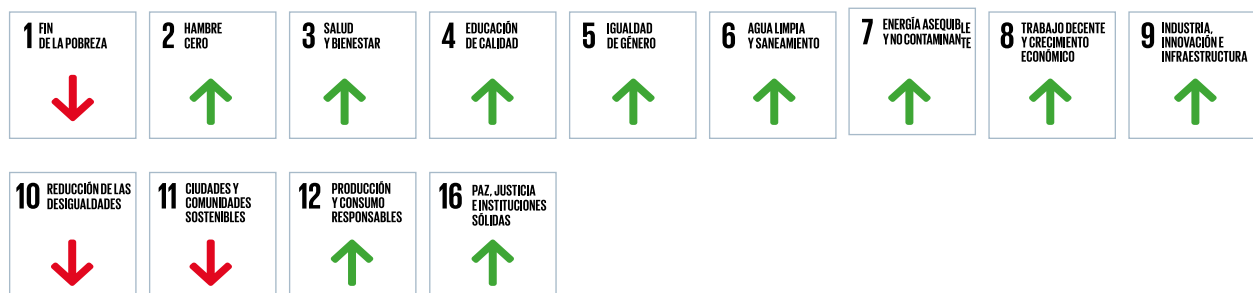 1 FIN
DE LA POBREZA
2 HAMBRE
CERO
3 SALUD
Y BIENESTAR
4 EDUCACIÓN
DE CALIDAD
5 IGUALDAD
DE GÉNERO
6 AGUA LIMPIA
Y SANEAMIENTO
7 ENERGÍA ASEQUIBLE
Y NO CONTAMINANTE
8 TRABAJO DECENTE
Y CRECIMIENTO
ECONÓMICO
9 INDUSTRIA,
INNOVACIÓN E
INFRAESTRUCTURA
10 REDUCCIÓN DE LAS
DESIGUALDADES
11 CIUDADES Y
COMUNIDADES
SOSTENIBLES
12 PRODUCCIÓN
Y CONSUMO
RESPONSABLES
16 PAZ, JUSTICIA
E INSTITUCIONES
SÓLIDAS